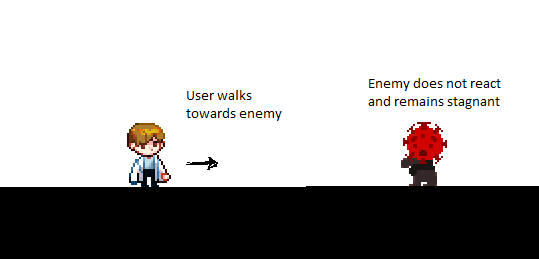 User walks
towards enemy
Enemy does not react
and remains stagnant